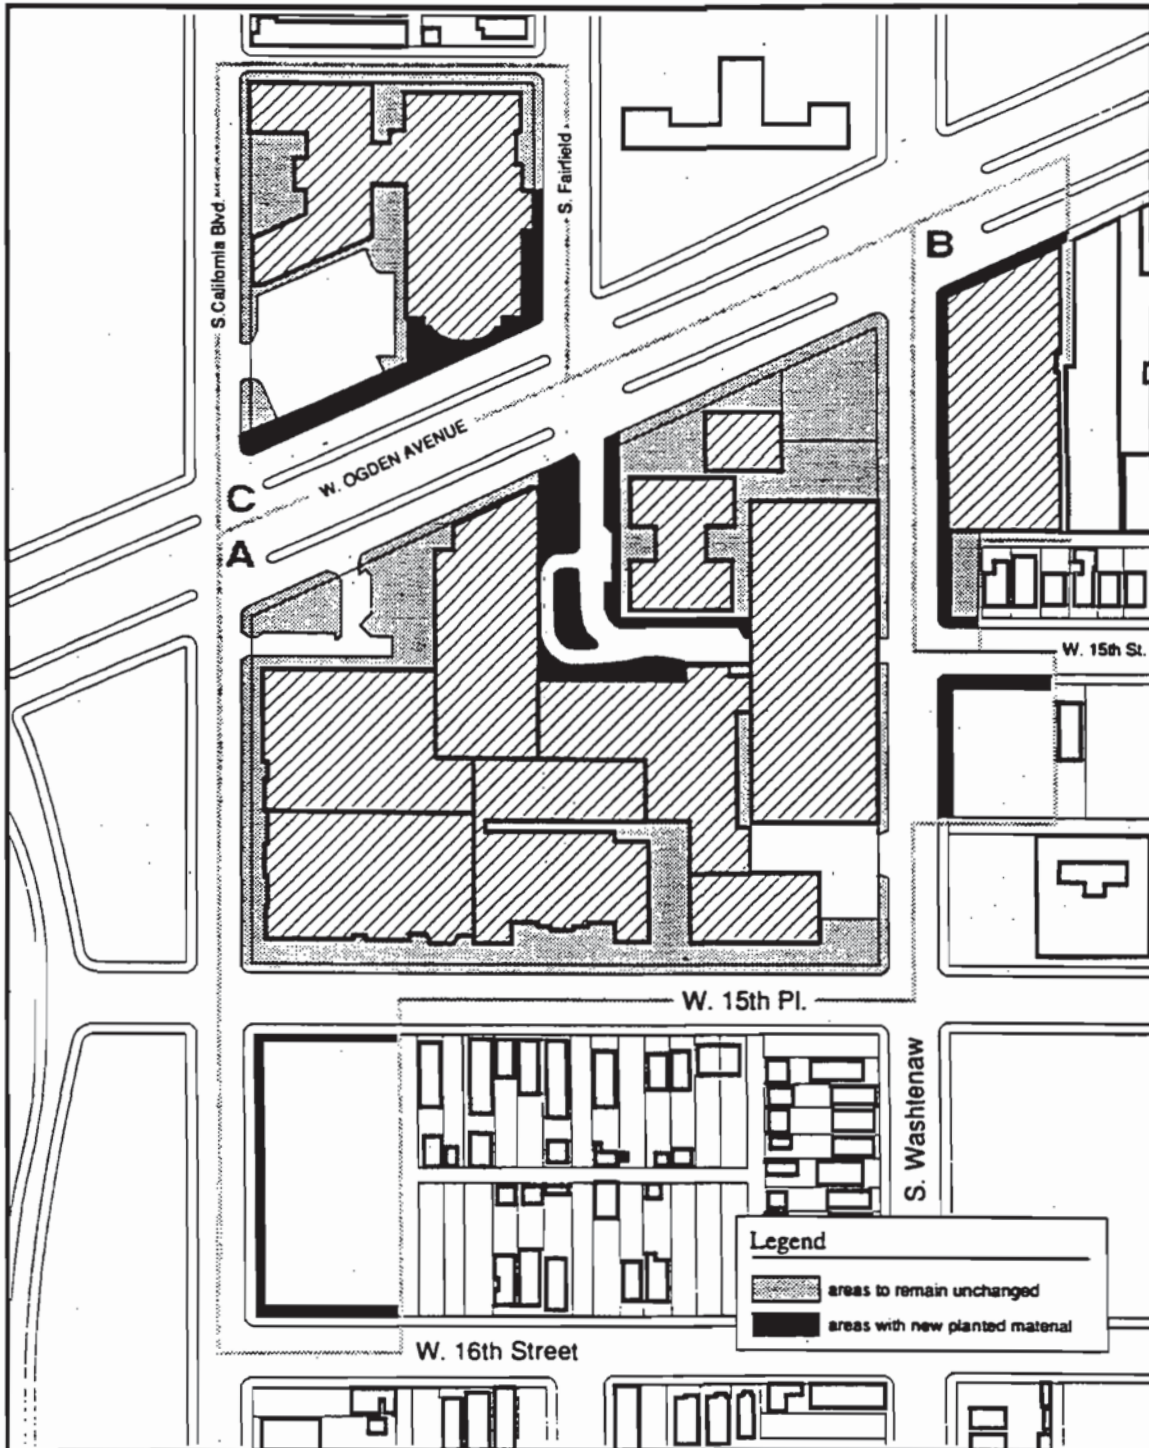 S. California Blvd.
S. Fairfield
B
W. OGDEN AVENUE
C
A
W. 15th St.
W. 15th Pl.
S. Washtenaw
Legend
areas to remain unchanged
areas with new planted material
W. 16th Street